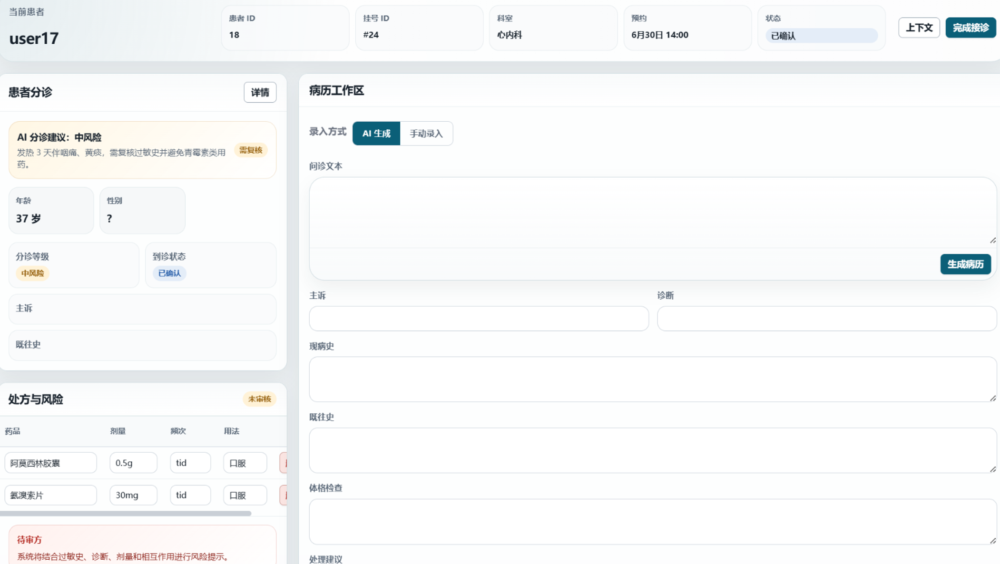 当前患者
user17
患者 ID
18
挂号 ID
#24
科室
心内科
预约
6月30日 14:00
状态
已确认
上下文
完成接诊
患者分诊
详情
AI 分诊建议：中风险
发热 3 天伴咽痛、黄痰，需复核过敏史并避免青霉素类用
药。
需复核
年龄
37 岁
性别
?
分诊等级
中风险
到诊状态
已确认
主诉
既往史
处方与风险
未审核
药品
剂量
频次
用法
阿莫西林胶囊
0.5g
tid
口服
氨溴索片
30mg
tid
口服
待审方
系统将结合过敏史、诊断、剂量和相互作用进行风险提示。
病历工作区
录入方式
AI 生成
手动录入
问诊文本
生成病历
主诉
诊断
现病史
既往史
体格检查
处理建议